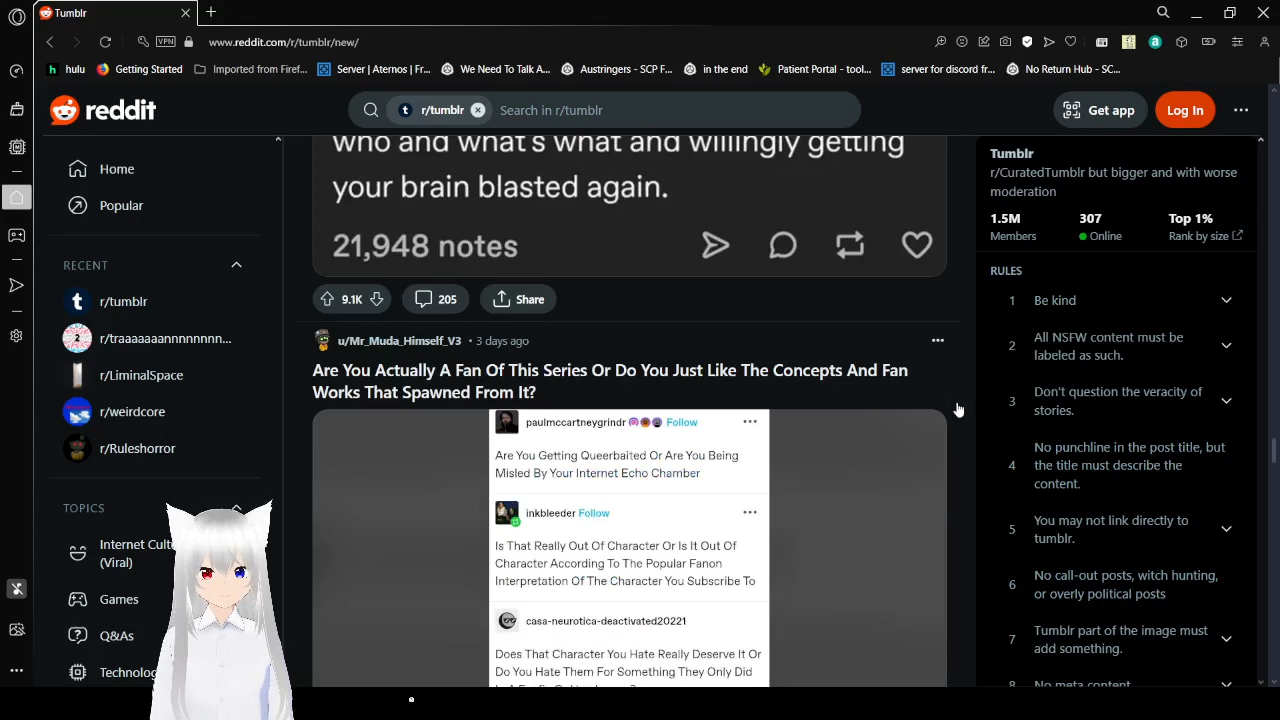 Tumblr
VPN
www.reddit.com/r/tumblr/new/
hulu
Getting Started
Imported from Firef...
Server | Aternos | Fr...
We Need To Talk A...
Austringers - SCP F...
in the end
Patient Portal - tool...
server for discord fr...
No Return Hub - SC...
reddit
r/tumblr
Search in r/tumblr
Get app
Log In
Home
Popular
RECENT
r/tumblr
r/traaaaaaannnnnnnn...
r/LiminalSpace
r/weirdcore
r/Ruleshorror
TOPICS
Internet Cult
(Viral)
Games
Q&As
Technolog
who and what's what and willingly getting
your brain blasted again.
21,948 notes
9.1K
205
Share
u/Mr_Muda_Himself_V3 • 3 days ago
Are You Actually A Fan Of This Series Or Do You Just Like The Concepts And Fan
Works That Spawned From It?
paulmccartneygrindr Follow
Are You Getting Queerbaited Or Are You Being
Misled By Your Internet Echo Chamber
inkbleeder Follow
Is That Really Out Of Character Or Is It Out Of
Character According To The Popular Fanon
Interpretation Of The Character You Subscribe To
casa-neurotica-deactivated20221
Does That Character You Hate Really Deserve It Or
Do You Hate Them For Something They Only Did
Tumblr
r/CuratedTumblr but bigger and with worse
moderation
1.5M
Members
307
Online
Top 1%
Rank by size
RULES
1 Be kind
2 All NSFW content must be
labeled as such.
3 Don't question the veracity of
stories.
4 No punchline in the post title, but
the title must describe the
content.
5 You may not link directly to
tumblr.
6 No call-out posts, witch hunting,
or overly political posts
7 Tumblr part of the image must
add something.
8 No meta content